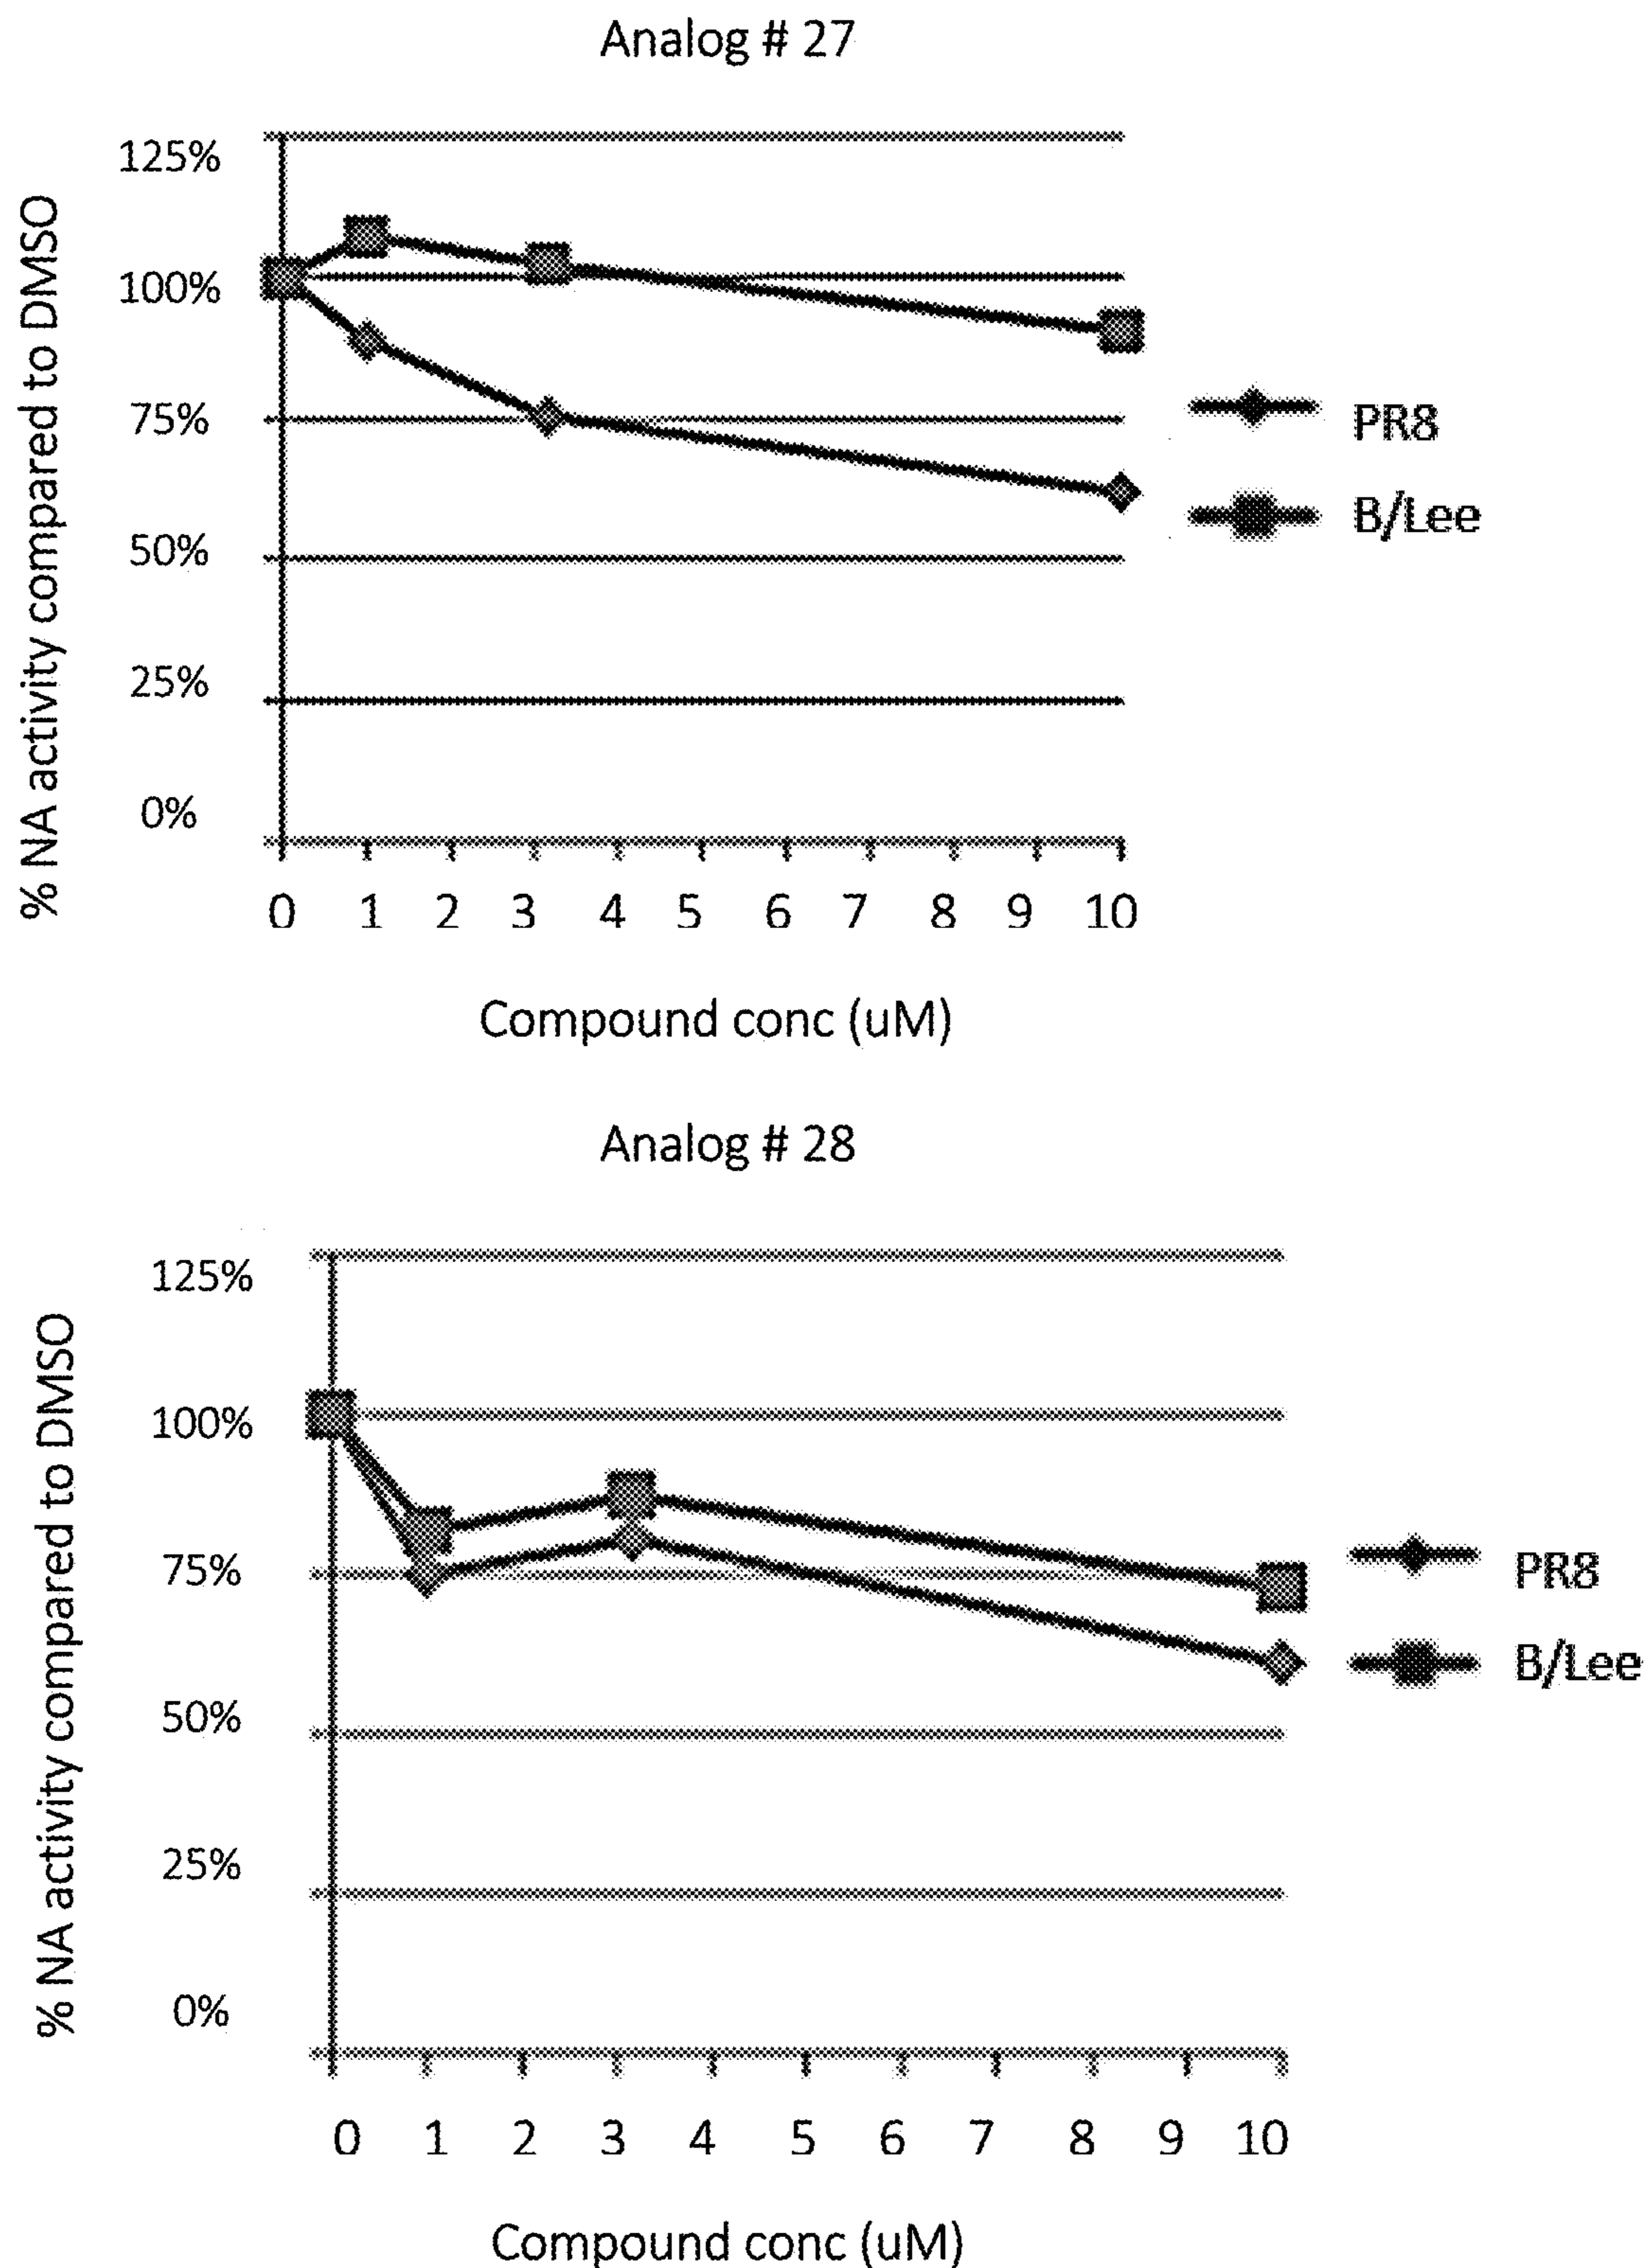 Analog # 27
% NA activity compared to DMSO
125%
100%
75%
50%
25%
0%
0 1 2 3 4 5 6 7 8 9 10
Compound conc (uM)
PR8
B/Lee
Analog # 28
% NA activity compared to DMSO
125%
100%
75%
50%
25%
0%
0 1 2 3 4 5 6 7 8 9 10
Compound conc (uM)
PR8
B/Lee